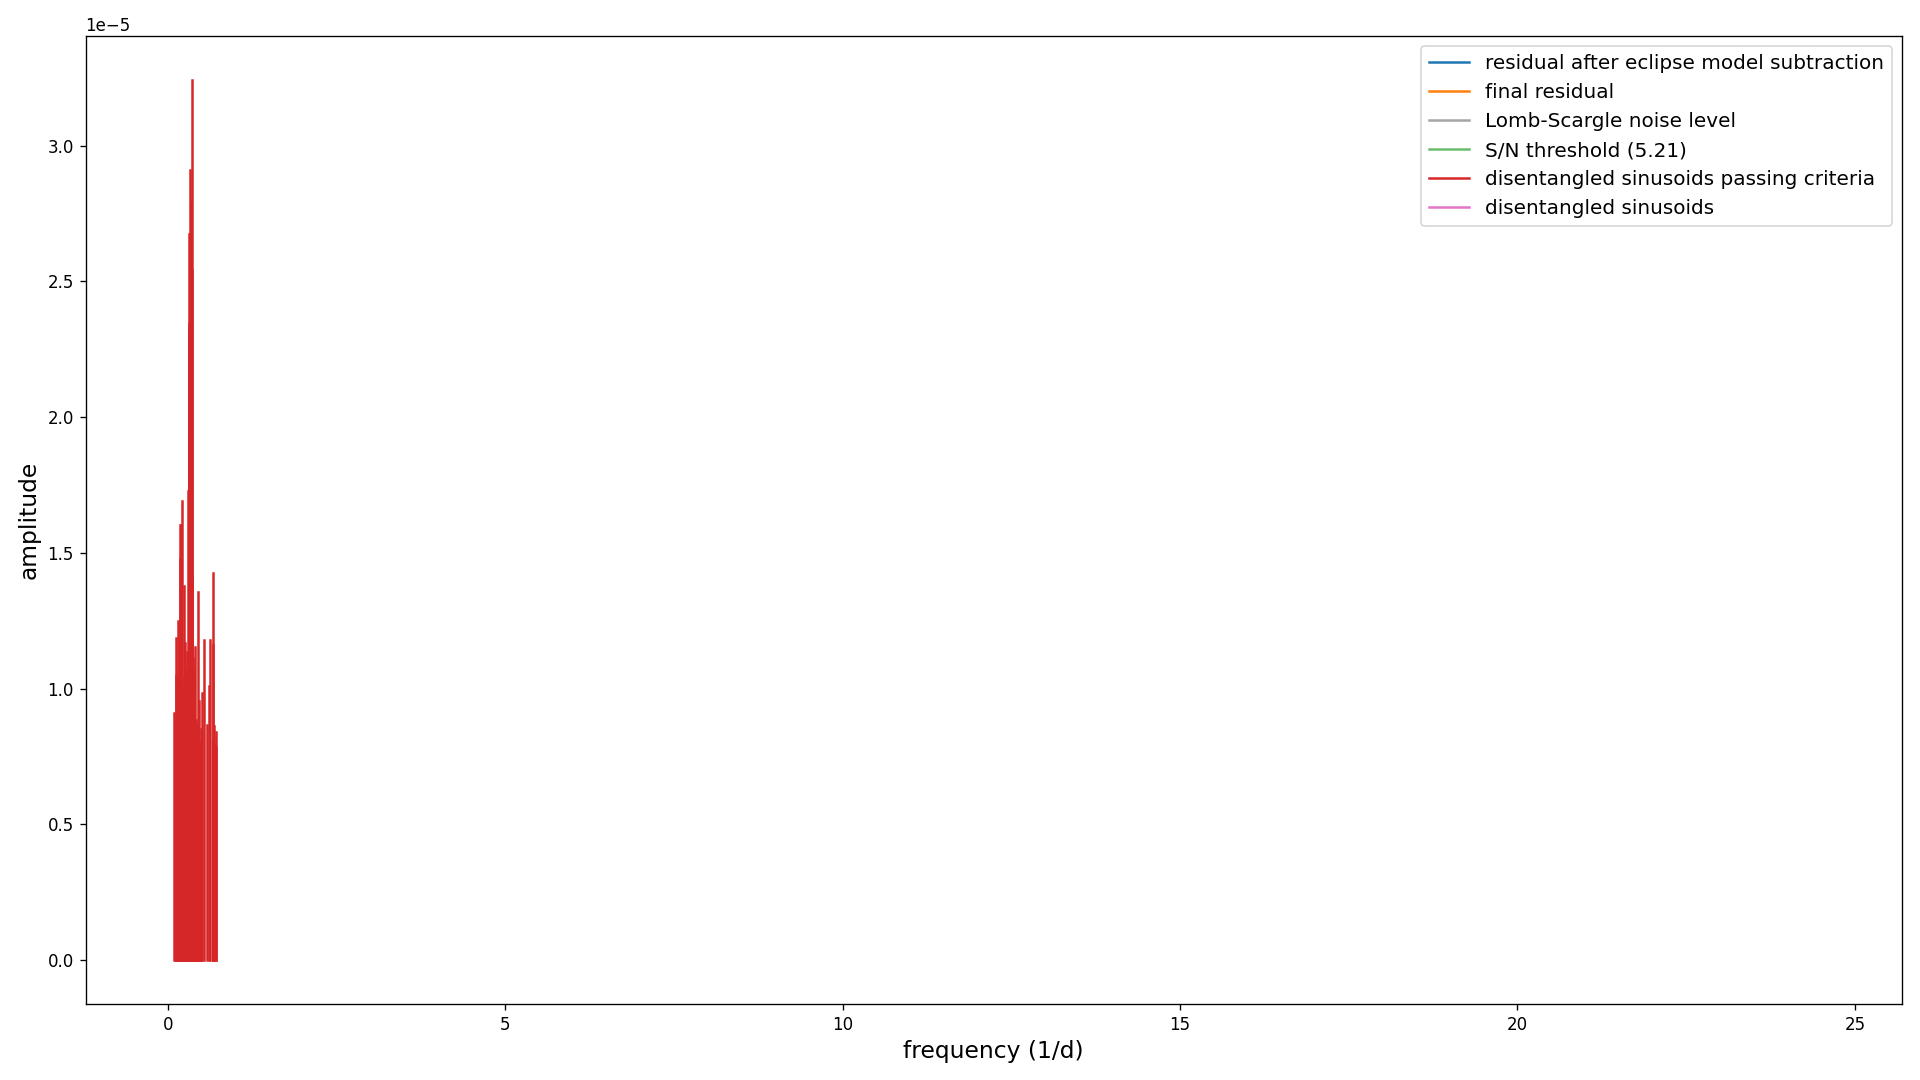 1e−5
residual after eclipse model subtraction
final residual
Lomb-Scargle noise level
S/N threshold (5.21)
disentangled sinusoids passing criteria
disentangled sinusoids
3.0
2.5
2.0
1.5
1.0
0.5
0.0
amplitude
0 5 10 15 20 25
frequency (1/d)